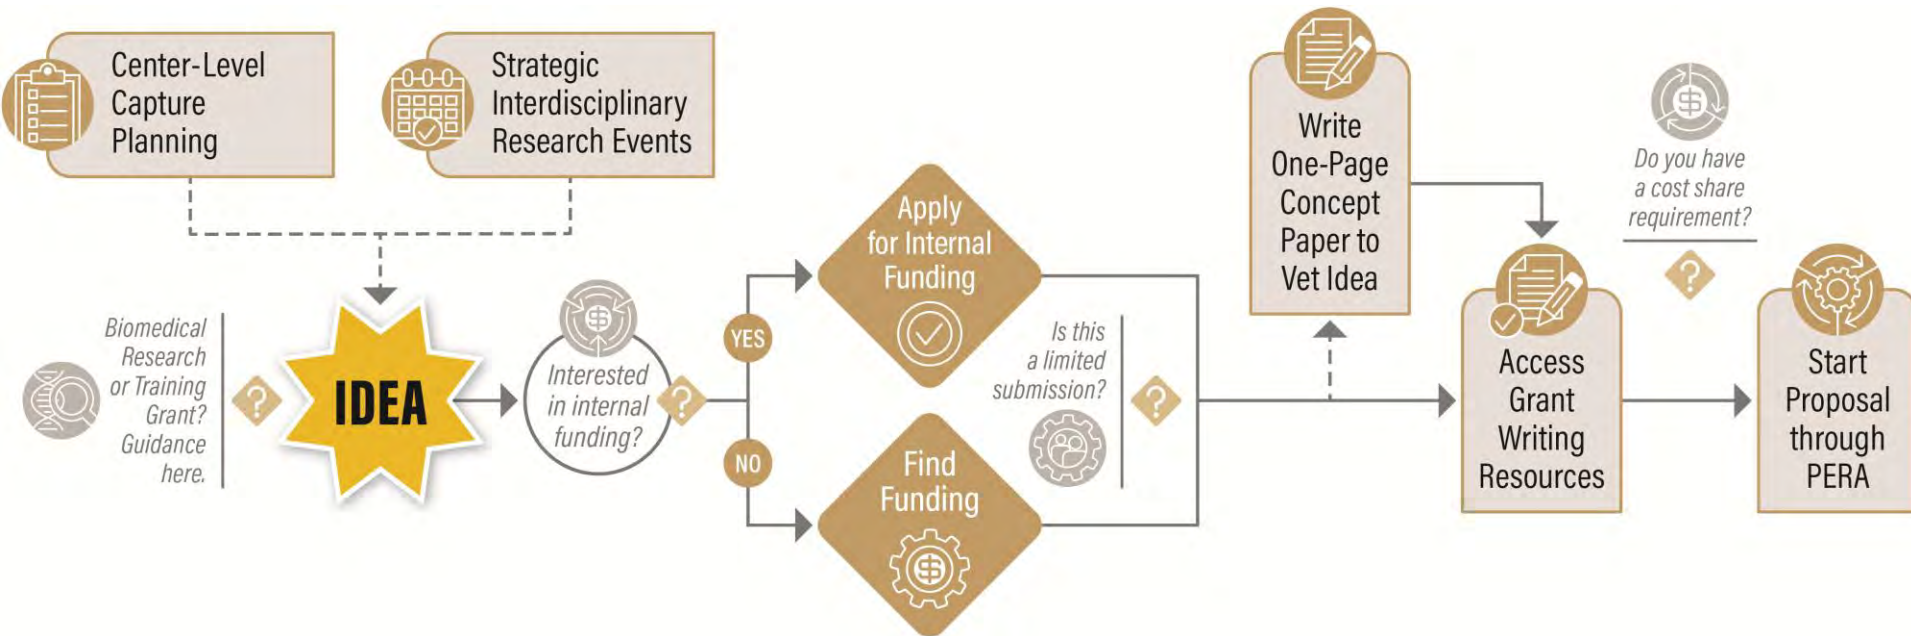 Center-Level
Capture
Planning
Strategic
Interdisciplinary
Research Events
Biomedical
Research
or Training
Grant?
Guidance
here.
?
IDEA
$
Interested
in internal
funding?
?
YES
NO
Apply
for Internal
Funding
Find
Funding
$
Is this
a limited
submission?
?
Write
One-Page
Concept
Paper to
Vet Idea
Access
Grant
Writing
Resources
$
Do you have
a cost share
requirement?
?
Start
Proposal
through
PERA